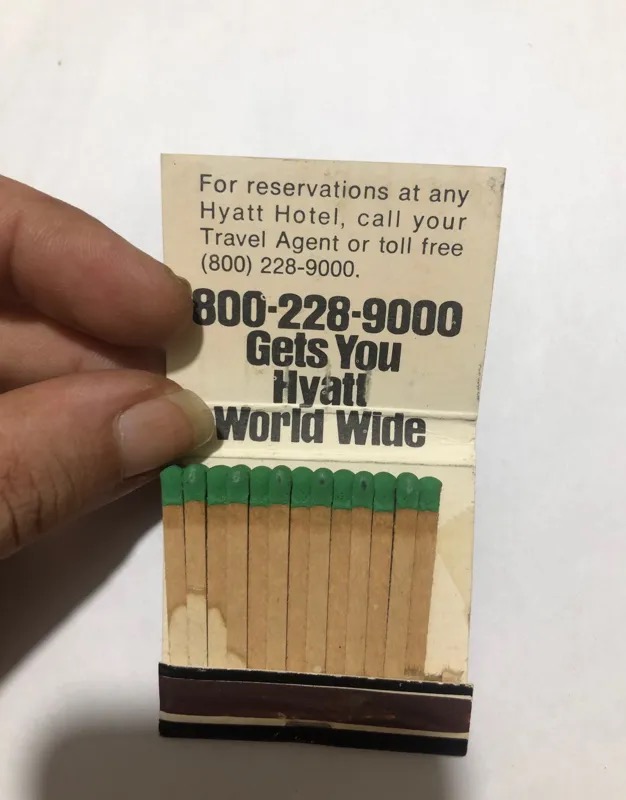 For reservations at any
Hyatt Hotel, call your
Travel Agent or toll free
(800) 228-9000.
800-228-9000
Gets You
Hyatt
World Wide